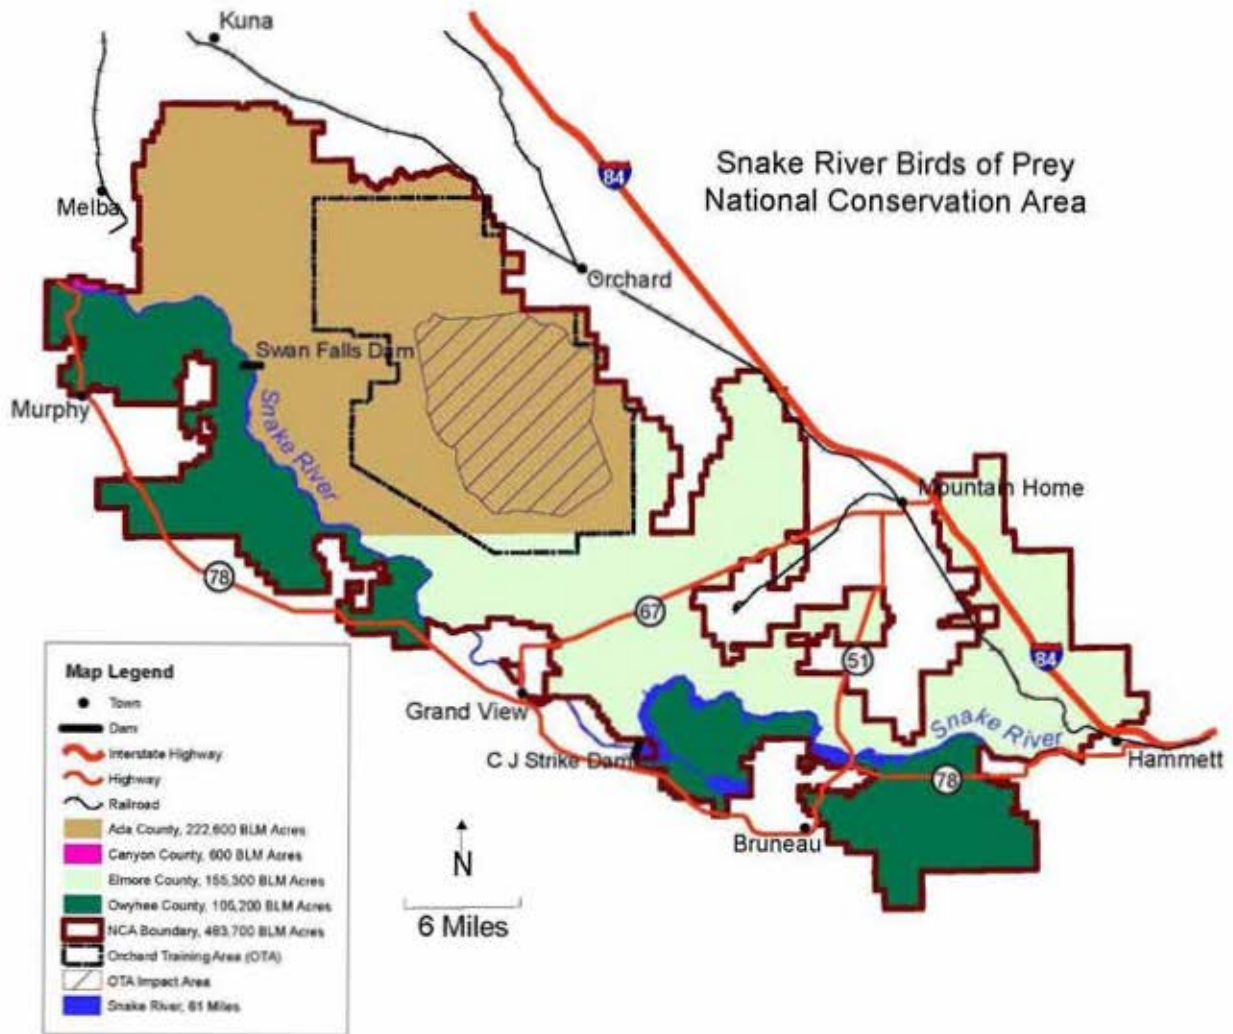 Kuna
Snake River Birds of Prey
National Conservation Area
84
Melba
Orchard
Swan Falls Dam
Murphy
Snake River
Mountain Home
78
67
51
84
Grand View
Snake River
C J Strike Dam
Hammett
78
Bruneau
N
6 Miles
Map Legend
Town
Dam
Interstate Highway
Highway
Railroad
Ada County, 222,600 BLM Acres
Canyon County, 600 BLM Acres
Elmore County, 155,300 BLM Acres
Owyhee County, 105,200 BLM Acres
NCA Boundary, 483,700 BLM Acres
Orchard Training Area (OTA)
OTA Impact Area
Snake River, 81 Miles